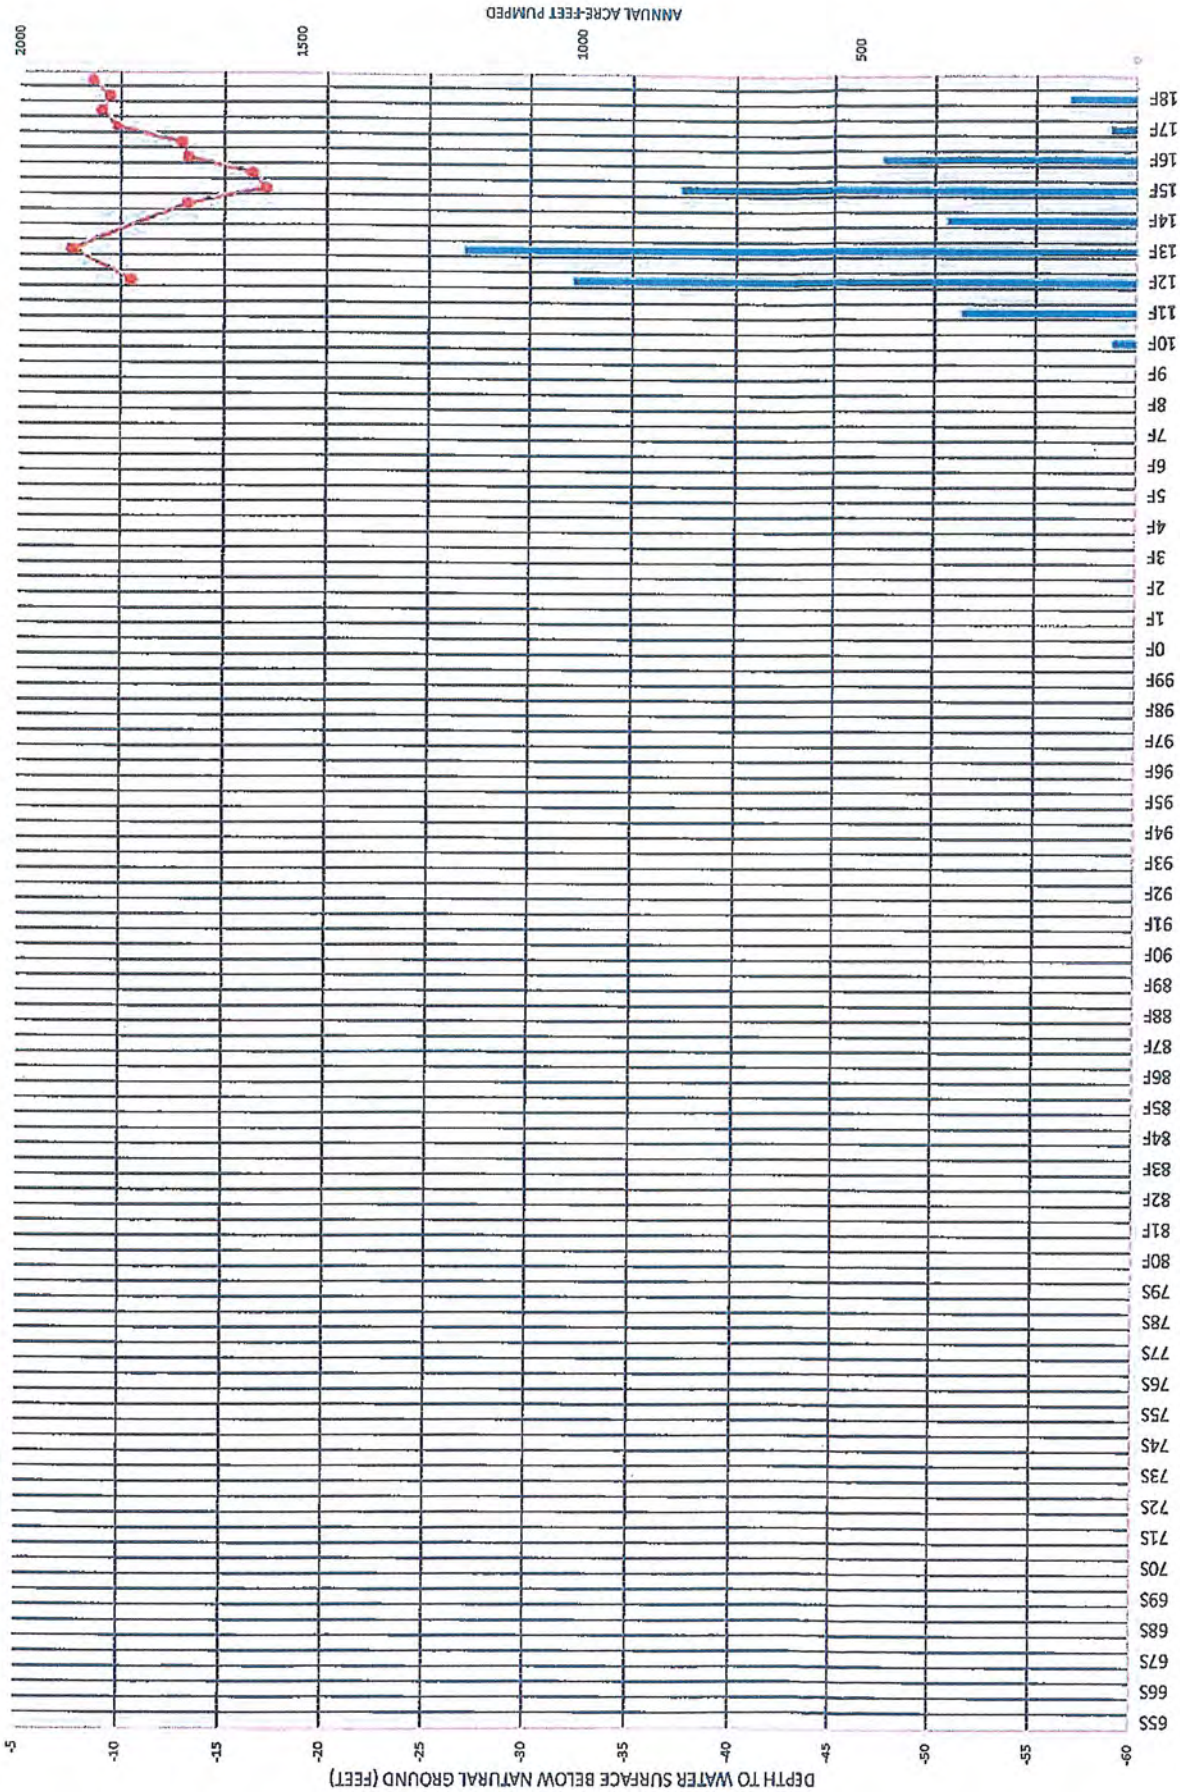 DEPTH TO WATER SURFACE BELOW NATURAL GROUND (FEET)
-5
-10
-15
-20
-25
-30
-35
-40
-45
-50
-55
-60
65S
66S
67S
68S
69S
70S
71S
72S
73S
74S
75S
76S
77S
78S
79S
80F
81F
82F
83F
84F
85F
86F
87F
88F
89F
90F
91F
92F
93F
94F
95F
96F
97F
98F
99F
0F
1F
2F
3F
4F
5F
6F
7F
8F
9F
10F
11F
12F
13F
14F
15F
16F
17F
18F
2000
1500
1000
500
0
ANNUAL ACRE-FEET PUMPED